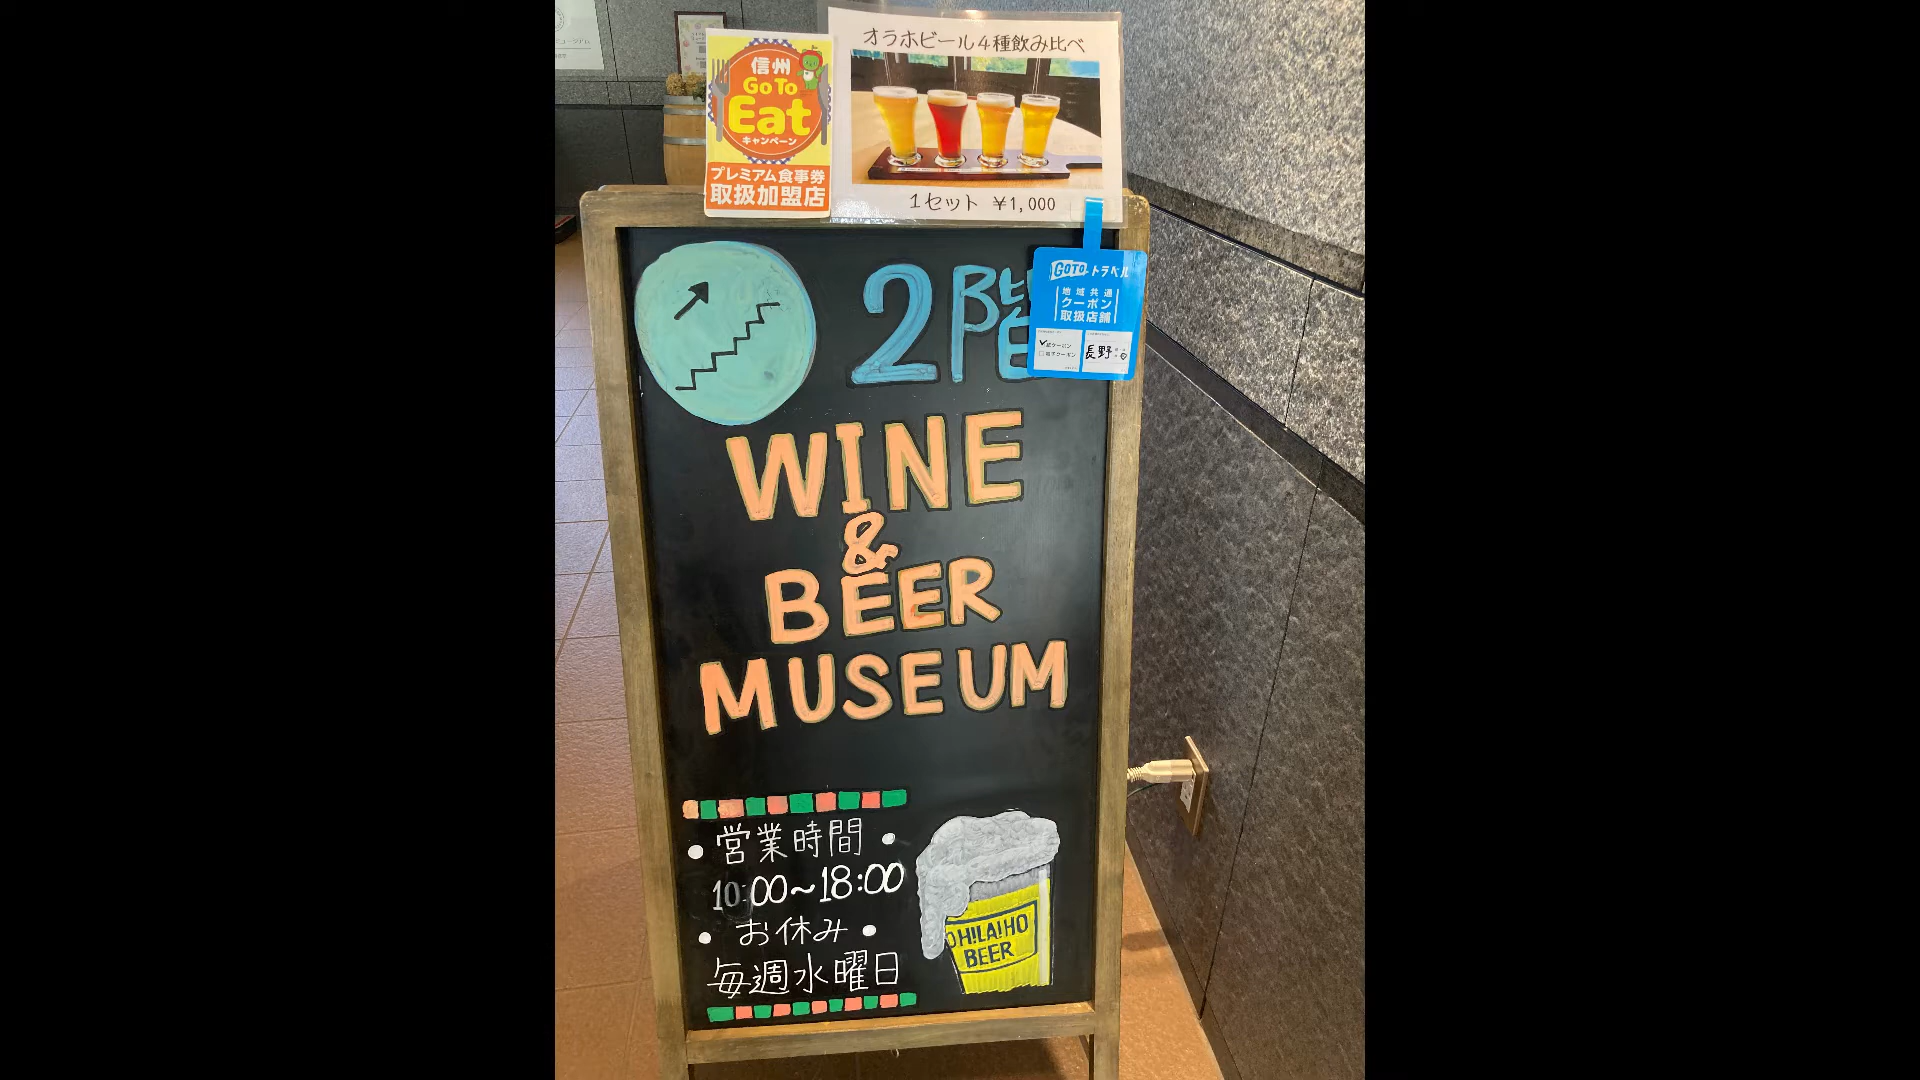 オラホビール4種飲み比べ
1セット ¥1,000
信州
Go To
Eat
キャンペーン
プレミアム食事券
取扱加盟店
GOTOトラベル
地域共通
クーポン
取扱店舗
紙クーポン
電子クーポン
長野
2階
WINE
&
BEER
MUSEUM
・営業時間・
10:00~18:00
・お休み・
毎週水曜日
OH!LA!HO
BEER